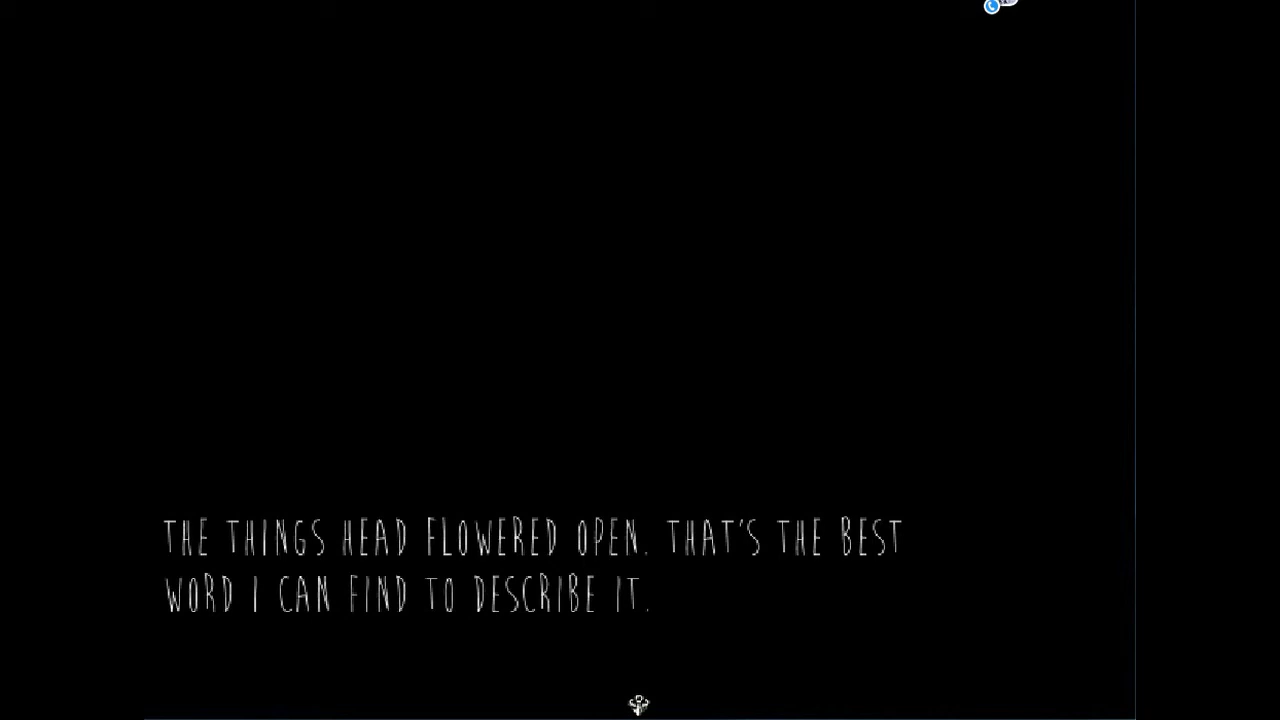 THE THINGS HEAD FLOWERED OPEN. THAT'S THE BEST
WORD I CAN FIND TO DESCRIBE IT.